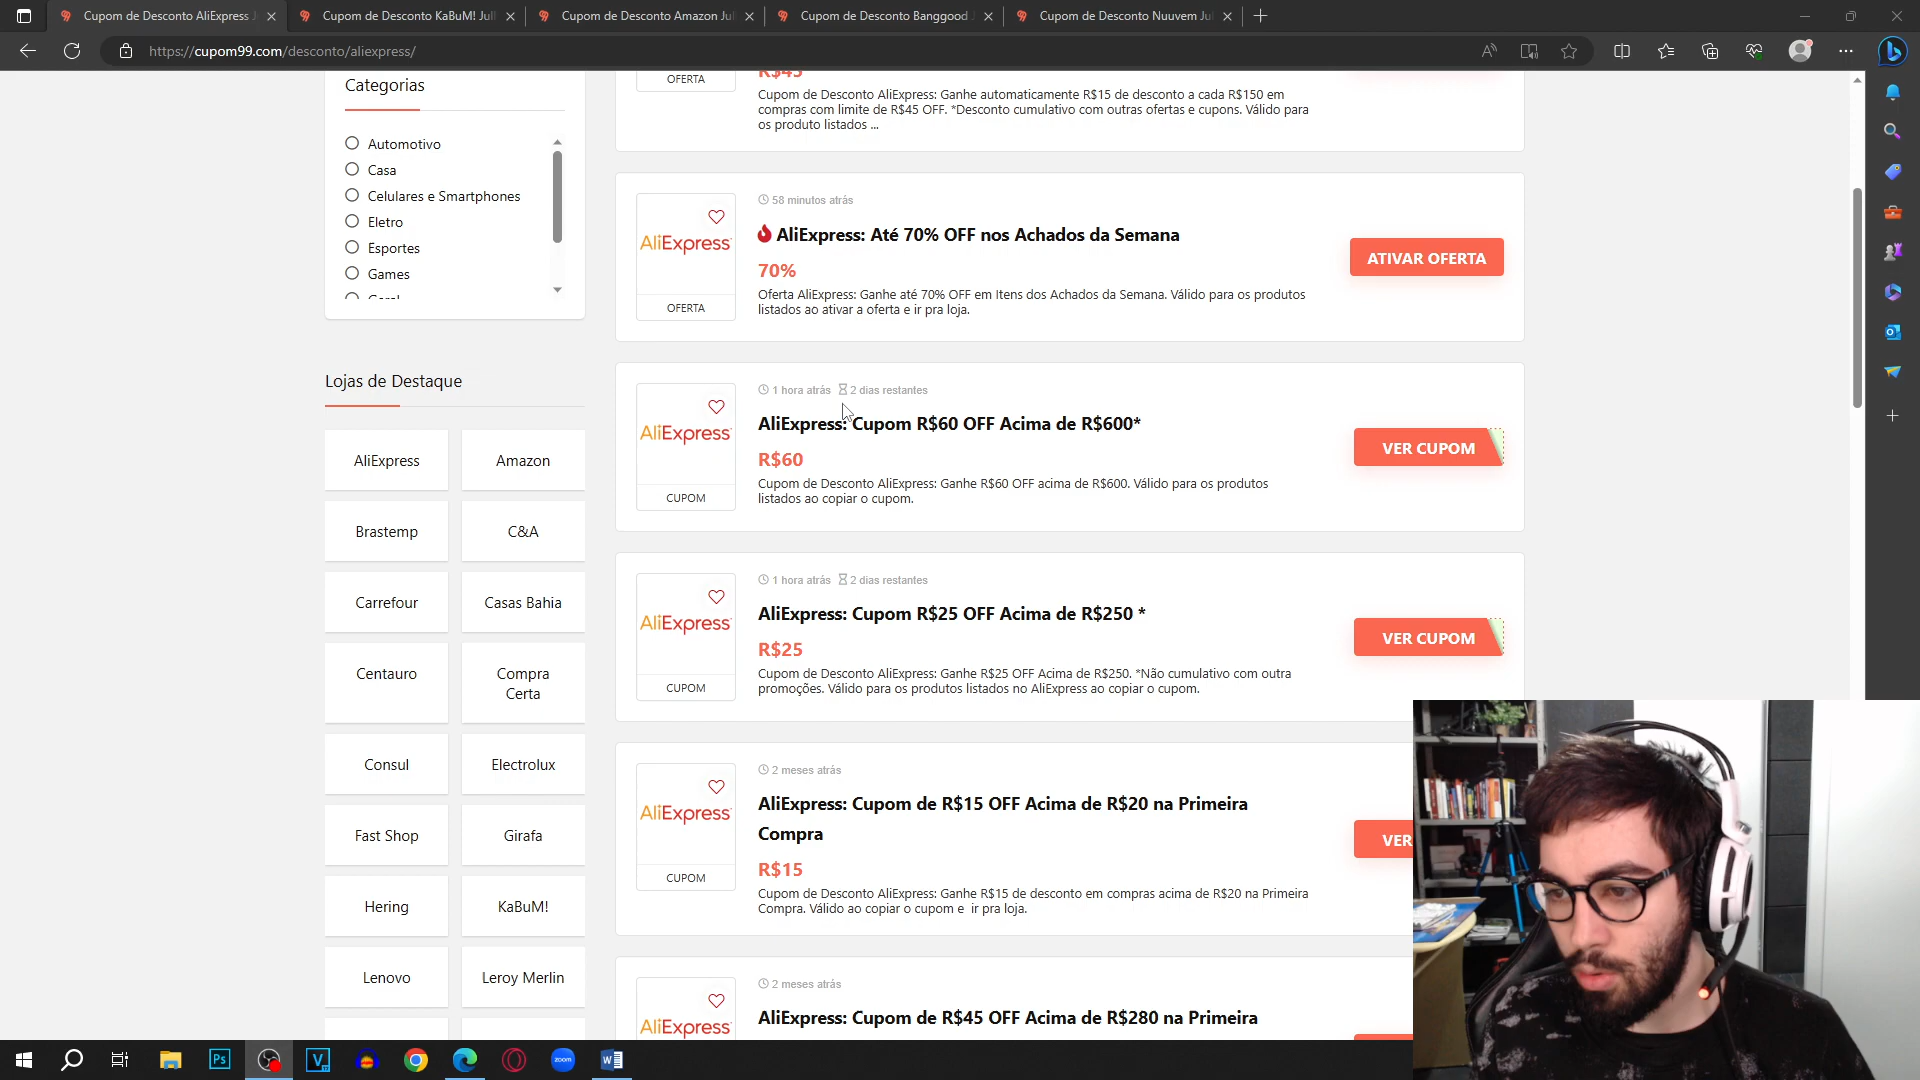 Cupom de Desconto AliExpress J
Cupom de Desconto KaBuM! Jul
Cupom de Desconto Amazon Jul
Cupom de Desconto Banggood J
Cupom de Desconto Nuuvem Jul
https://cupom99.com/desconto/aliexpress/
Categorias
Automotivo
Casa
Celulares e Smartphones
Eletro
Esportes
Games
Geral
Lojas de Destaque
AliExpress
Amazon
Brastemp
C&A
Carrefour
Casas Bahia
Centauro
Compra
Certa
Consul
Electrolux
Fast Shop
Girafa
Hering
KaBuM!
Lenovo
Leroy Merlin
OFERTA
R$45
Cupom de Desconto AliExpress: Ganhe automaticamente R$15 de desconto a cada R$150 em
compras com limite de R$45 OFF. *Desconto cumulativo com outras ofertas e cupons. Válido para
os produto listados ...
AliExpress
OFERTA
58 minutos atrás
AliExpress: Até 70% OFF nos Achados da Semana
70%
Oferta AliExpress: Ganhe até 70% OFF em Itens dos Achados da Semana. Válido para os produtos
listados ao ativar a oferta e ir pra loja.
ATIVAR OFERTA
AliExpress
CUPOM
1 hora atrás 2 dias restantes
AliExpress: Cupom R$60 OFF Acima de R$600*
R$60
Cupom de Desconto AliExpress: Ganhe R$60 OFF acima de R$600. Válido para os produtos
listados ao copiar o cupom.
VER CUPOM
AliExpress
CUPOM
1 hora atrás 2 dias restantes
AliExpress: Cupom R$25 OFF Acima de R$250 *
R$25
Cupom de Desconto AliExpress: Ganhe R$25 OFF Acima de R$250. *Não cumulativo com outra
promoções. Válido para os produtos listados no AliExpress ao copiar o cupom.
VER CUPOM
AliExpress
CUPOM
2 meses atrás
AliExpress: Cupom de R$15 OFF Acima de R$20 na Primeira
Compra
R$15
Cupom de Desconto AliExpress: Ganhe R$15 de desconto em compras acima de R$20 na Primeira
Compra. Válido ao copiar o cupom e ir pra loja.
VER
AliExpress
2 meses atrás
AliExpress: Cupom de R$45 OFF Acima de R$280 na Primeira
Ps
V
zoom
W